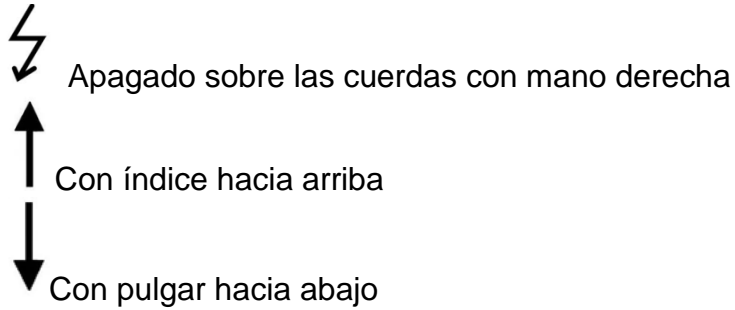 Apagado sobre las cuerdas con mano derecha
Con índice hacia arriba
Con pulgar hacia abajo